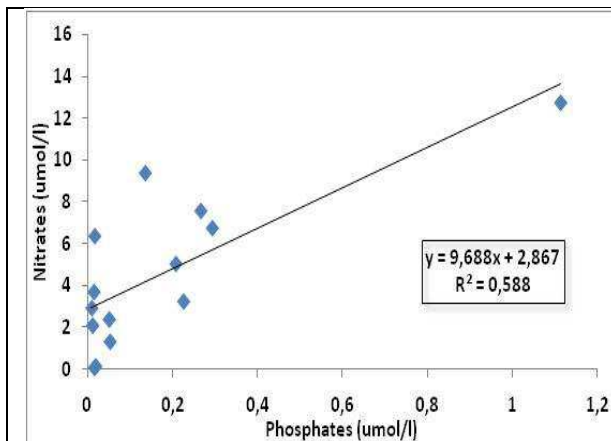 16
14
12
10
8
6
4
2
0
Nitrates (umol/l)
y = 9,688x + 2,867
R² = 0,588
0 0,2 0,4 0,6 0,8 1 1,2
Phosphates (umol/l)